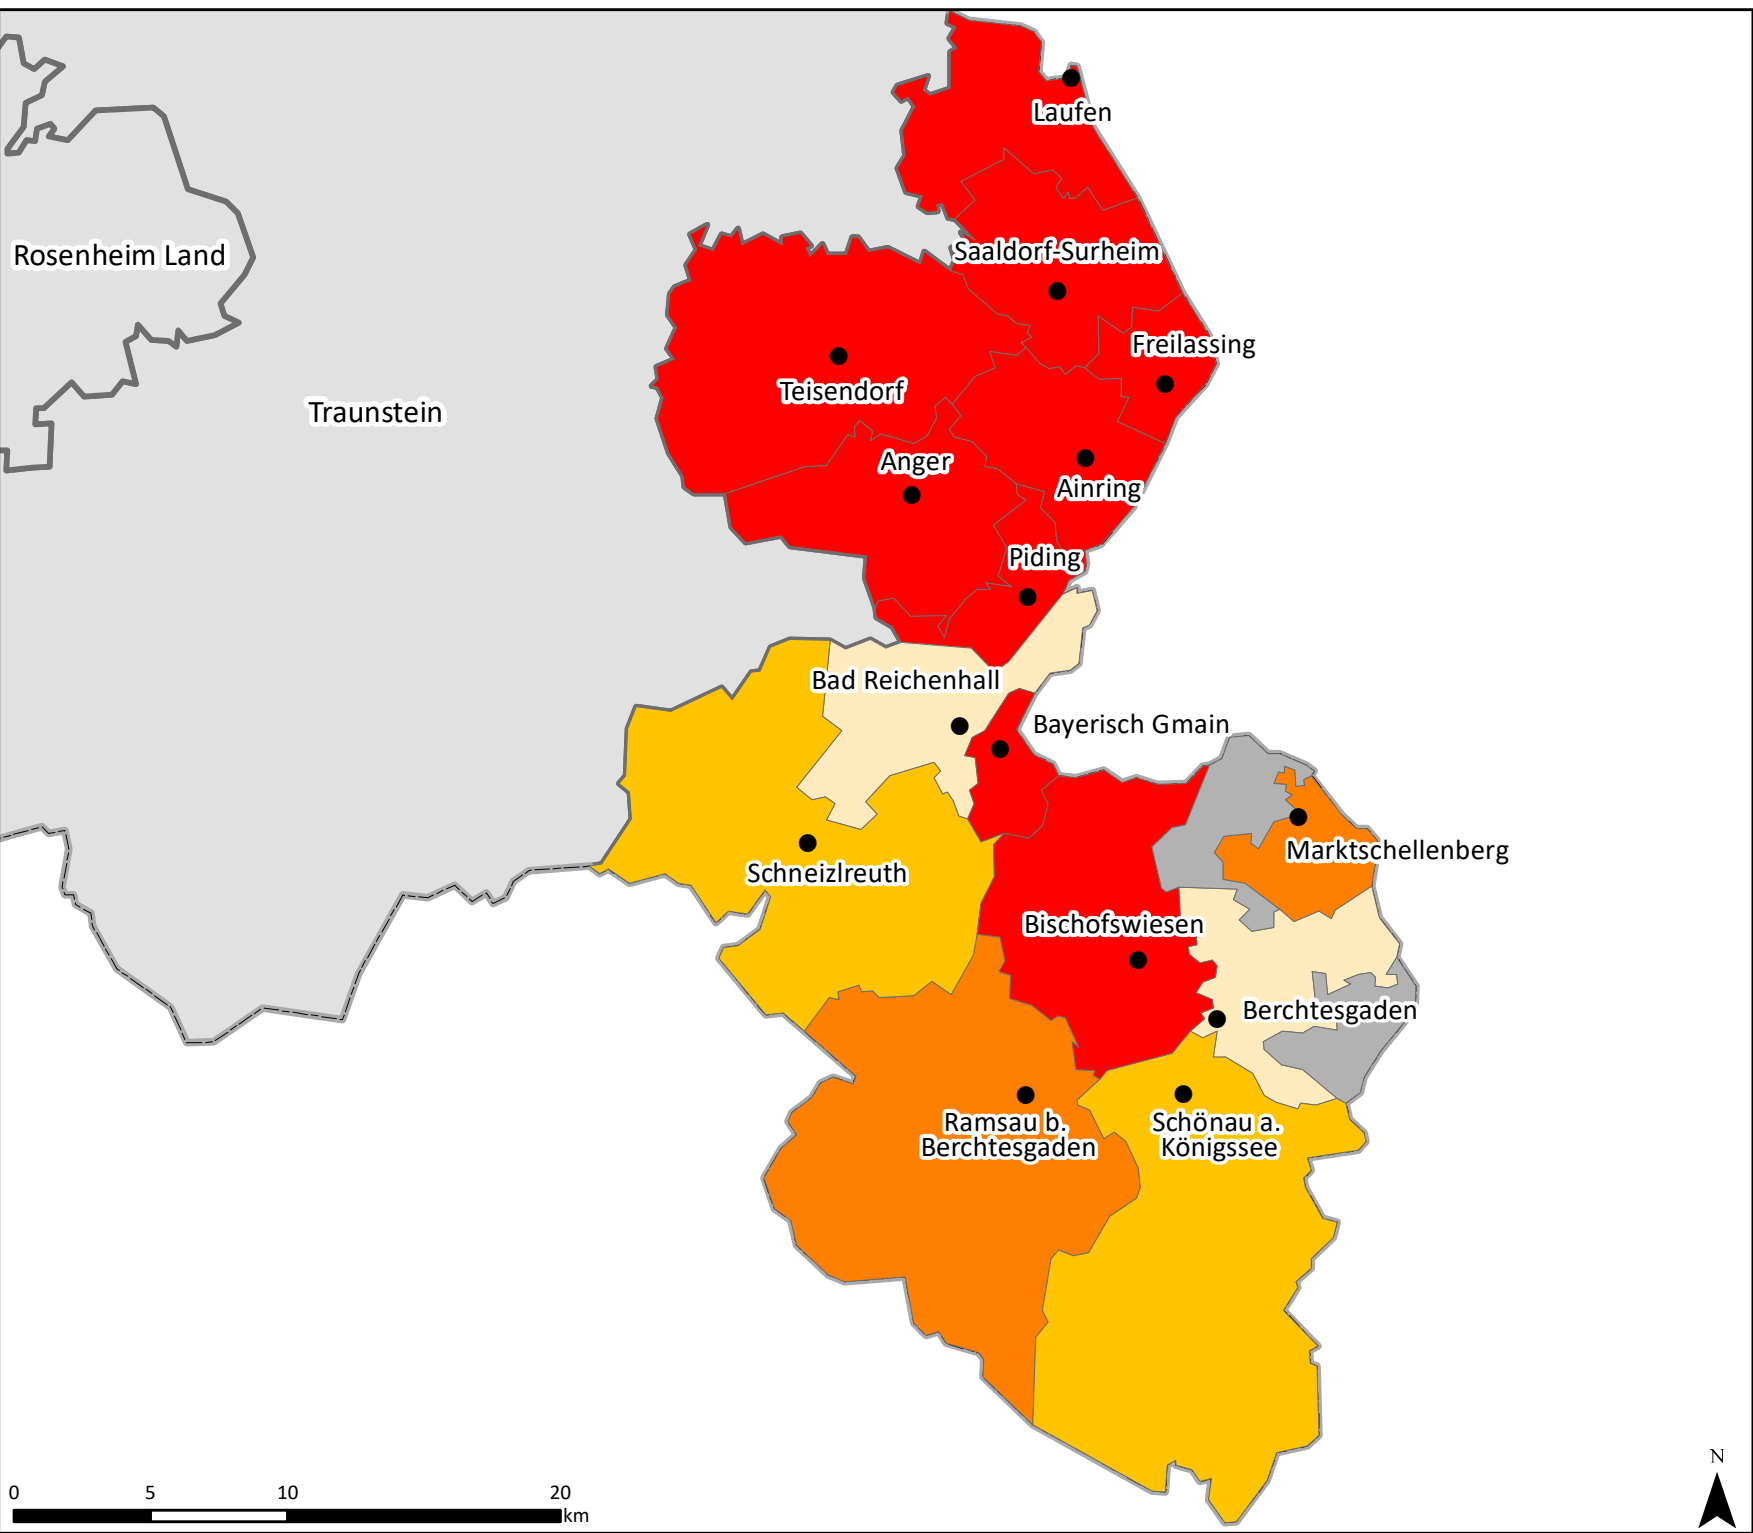 Laufen
Rosenheim Land
Saaldorf-Surheim
Freilassing
Teisendorf
Traunstein
Anger
Ainring
Piding
Bad Reichenhall
Bayerisch Gmain
Marktschellenberg
Schneizlreuth
Bischofswiesen
Berchtesgaden
Ramsau b.
Berchtesgaden
Schönau a.
Königssee
N
0 5 10 20
km